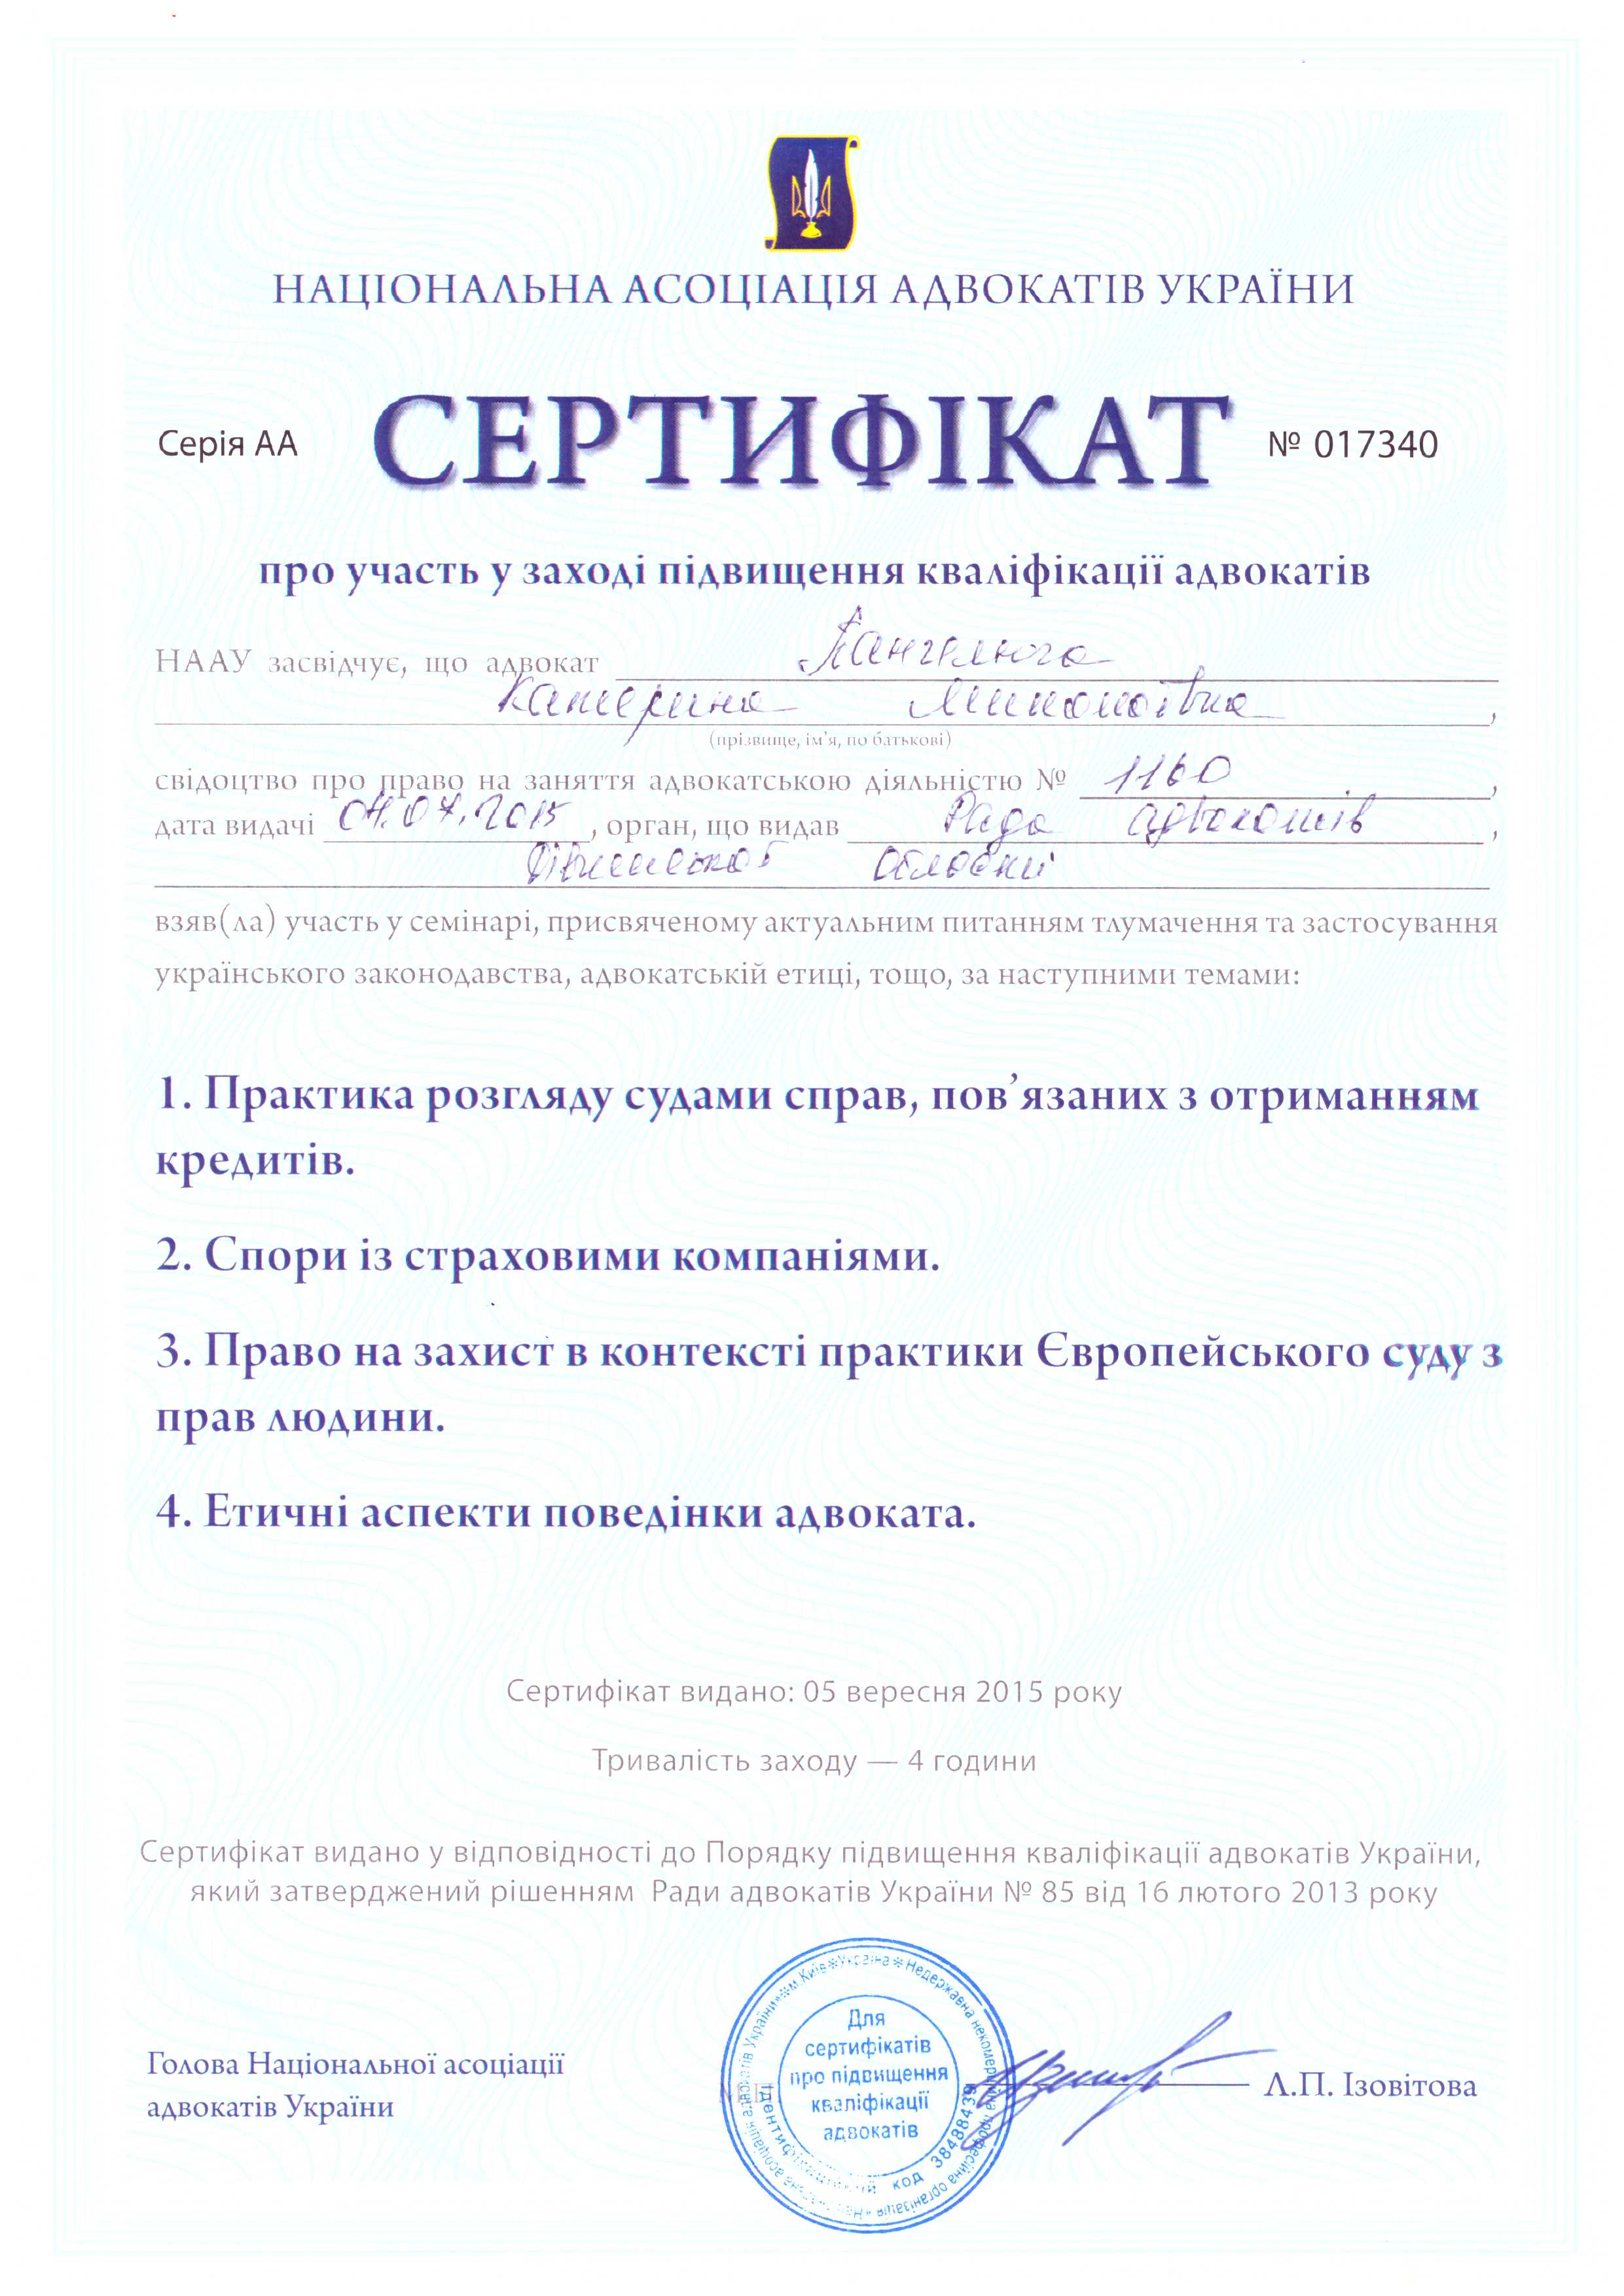 НАЦІОНАЛЬНА АСОЦІАЦІЯ АДВОКАТІВ УКРАЇНИ
Серія АА СЕРТИФІКАТ № 017340
про участь у заході підвищення кваліфікації адвокатів
НААУ засвідчує, що адвокат
Катерина Миколаївна,
(прізвище, ім'я, по батькові)
свідоцтво про право на заняття адвокатською діяльністю № 1160,
дата видачі 04.07.2015, орган, що видав Рада адвокатів,
Рівненської області
взяв(ла) участь у семінарі, присвяченому актуальним питанням тлумачення та застосування
українського законодавства, адвокатській етиці, тощо, за наступними темами:
1. Практика розгляду судами справ, пов’язаних з отриманням
кредитів.
2. Спори із страховими компаніями.
3. Право на захист в контексті практики Європейського суду з
прав людини.
4. Етичні аспекти поведінки адвоката.
Сертифікат видано: 05 вересня 2015 року
Тривалість заходу — 4 години
Сертифікат видано у відповідності до Порядку підвищення кваліфікації адвокатів України,
який затверджений рішенням Ради адвокатів України № 85 від 16 лютого 2013 року
Голова Національної асоціації
адвокатів України
Для
сертифікатів
про підвищення
кваліфікації
адвокатів
Ідентифікаційний код 38488439
м.Київ*Україна*Недержавна некомерційна професійна організація «Національна асоціація адвокатів України»
Л.П. Ізовітова